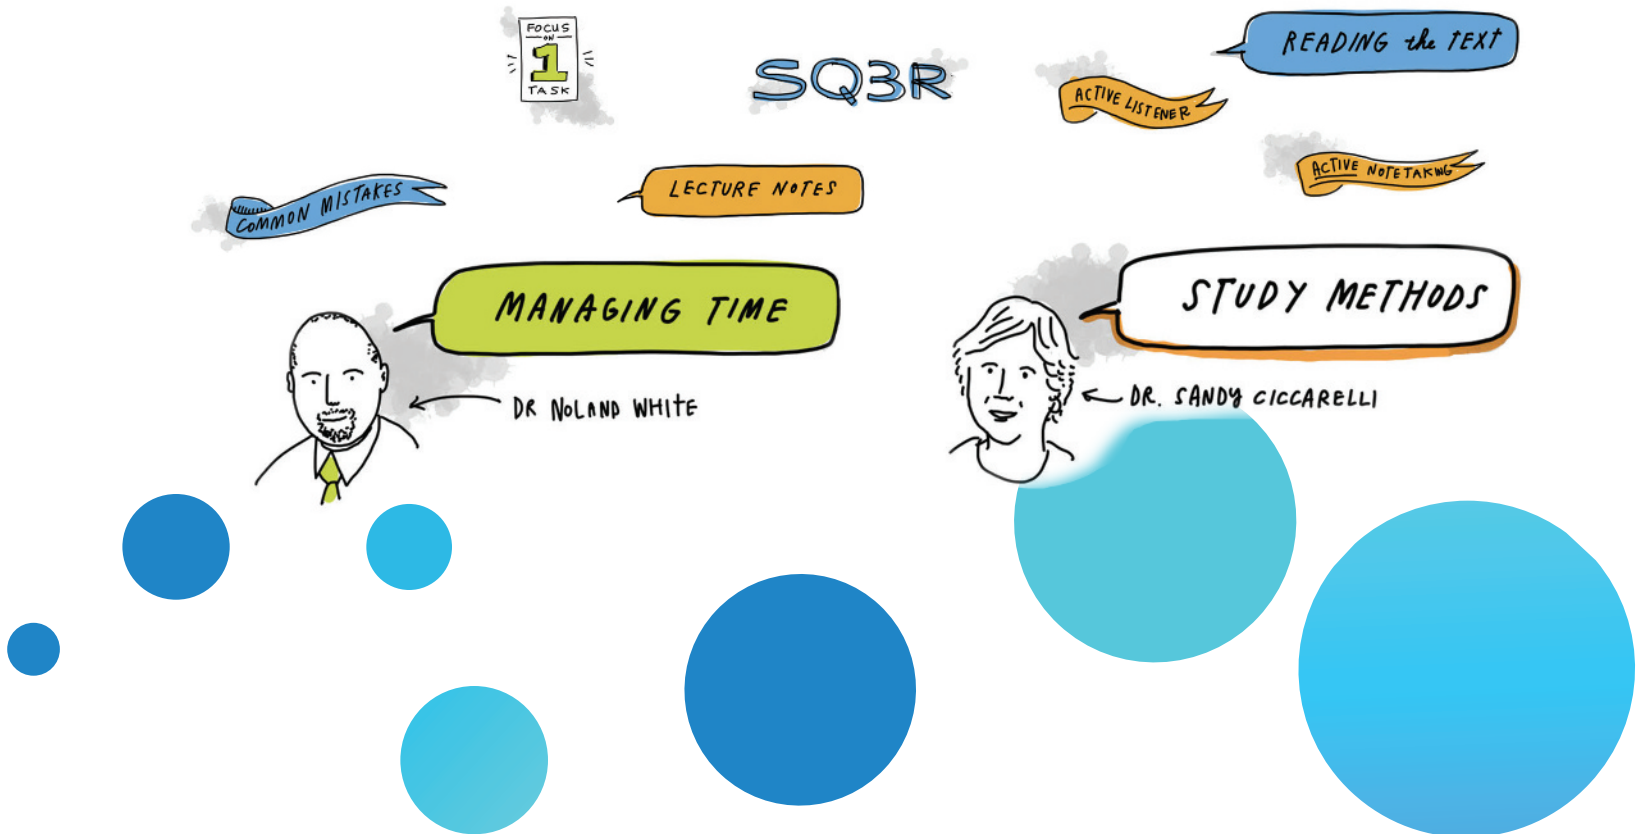 FOCUS
ON
1
TASK
SQ3R
READING the TEXT
ACTIVE LISTENER
ACTIVE NOTETAKING
COMMON MISTAKES
LECTURE NOTES
MANAGING TIME
STUDY METHODS
DR NOLAND WHITE
DR. SANDY CICCARELLI